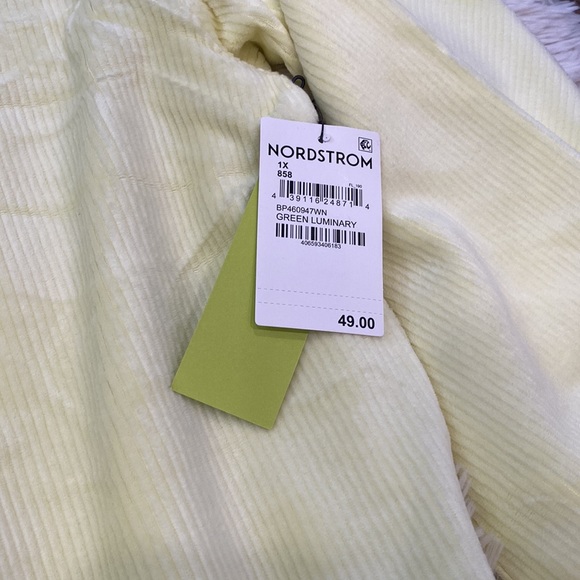 NORDSTROM
1X
858
4 39116 24871 4
BP460947WN
GREEN LUMINARY
406593406183
49.00